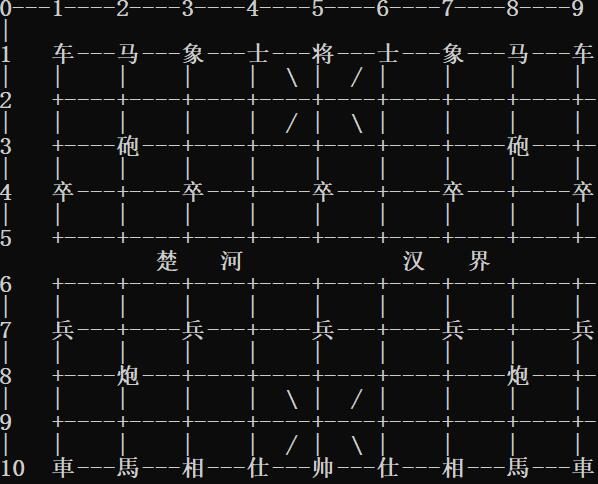 0---1---2---3---4---5---6---7---8---9
|
1   车---马---象---士---将---士---象---马---车
|   |    |    |    |  \ |  / |    |    |    |
2   +----+----+----+----+----+----+----+----+-
|   |    |    |    |  / |  \ |    |    |    |
3   +----砲---+----+----+----+----+----砲---+-
|   |    |    |    |    |    |    |    |    |
4   卒---+----卒---+----卒---+----卒---+----卒
|   |    |    |    |    |    |    |    |    |
5   +----+----+----+----+----+----+----+----+-
楚 河 汉 界
6   +----+----+----+----+----+----+----+----+-
|   |    |    |    |    |    |    |    |    |
7   兵---+----兵---+----兵---+----兵---+----兵
|   |    |    |    |    |    |    |    |    |
8   +----炮---+----+----+----+----+----炮---+-
|   |    |    |    |  \ |  / |    |    |    |
9   +----+----+----+----+----+----+----+----+-
|   |    |    |    |  / |  \ |    |    |    |
10  車---馬---相---仕---帅---仕---相---馬---車